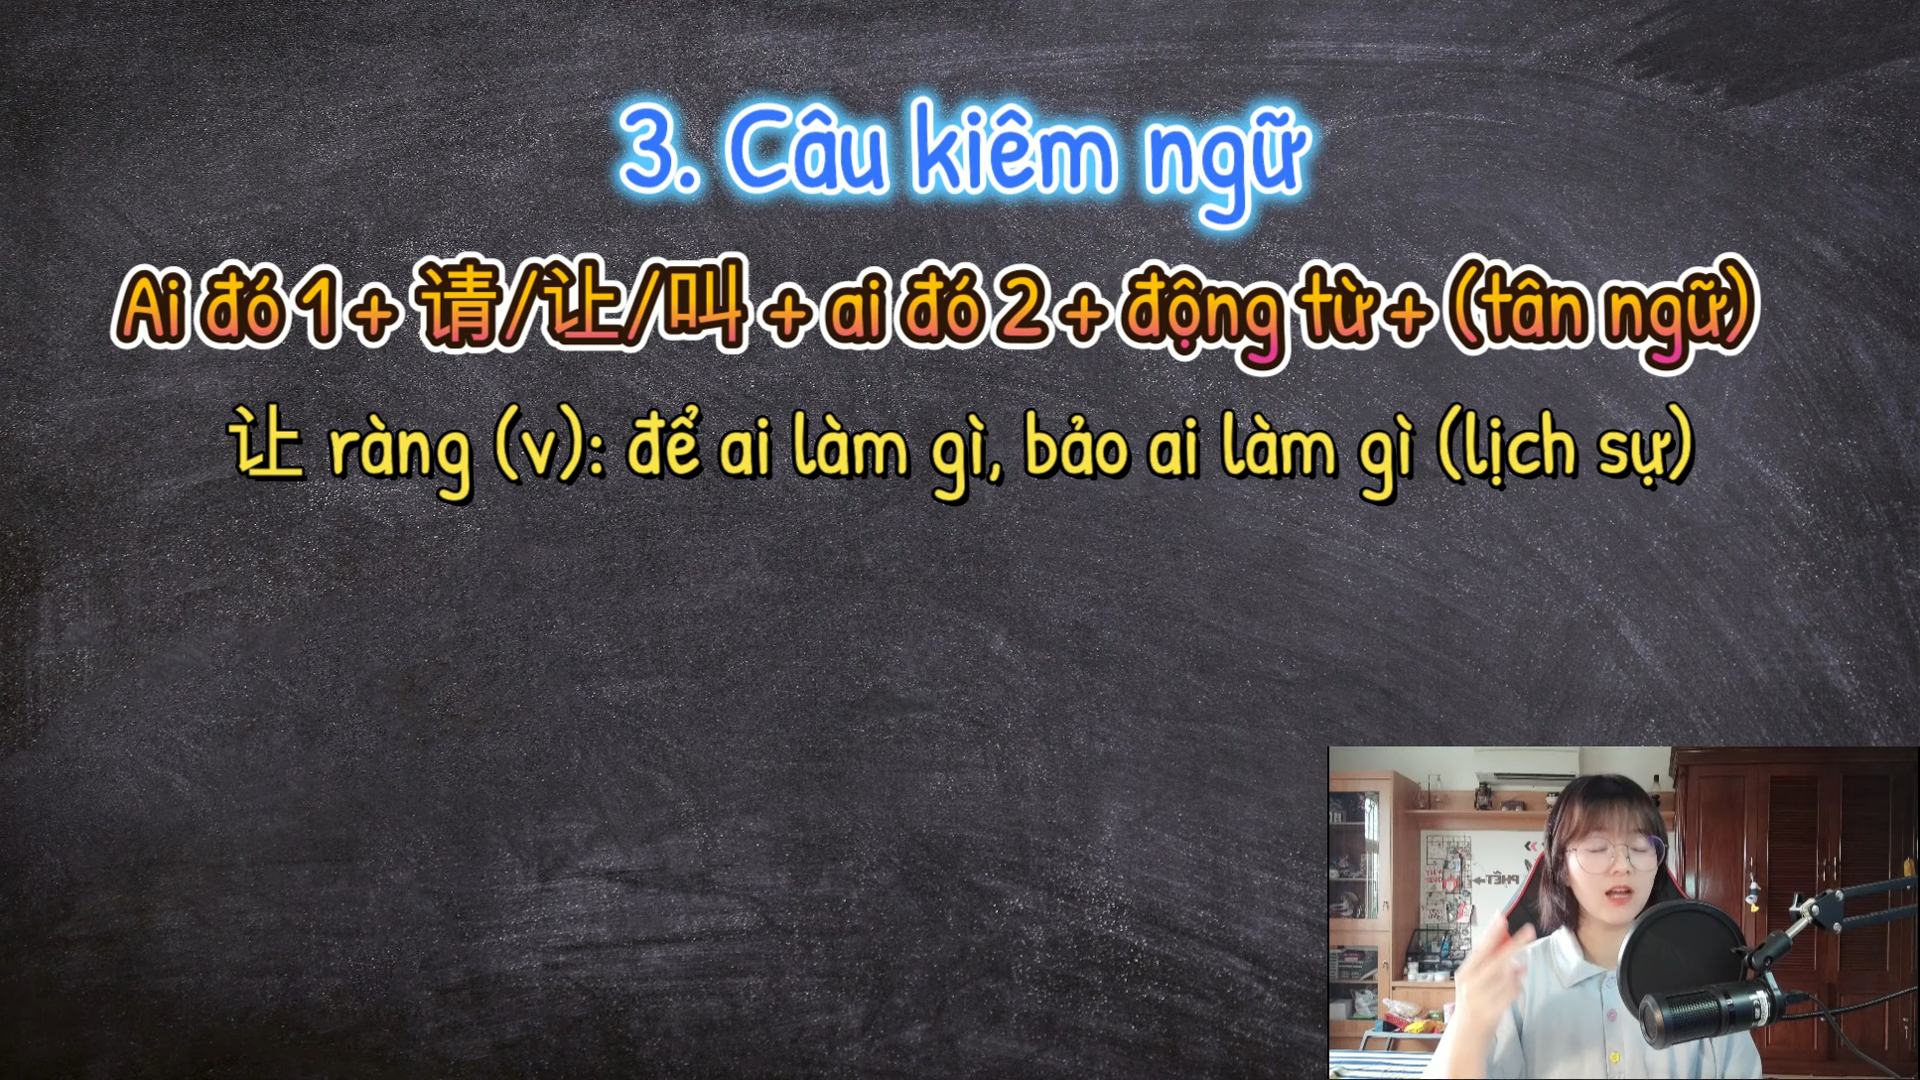 3. Câu kiêm ngữ
Ai đó 1 + 请/让/叫 + ai đó 2 + động từ + (tân ngữ)
让 ràng (v): để ai làm gì, bảo ai làm gì (lịch sự)